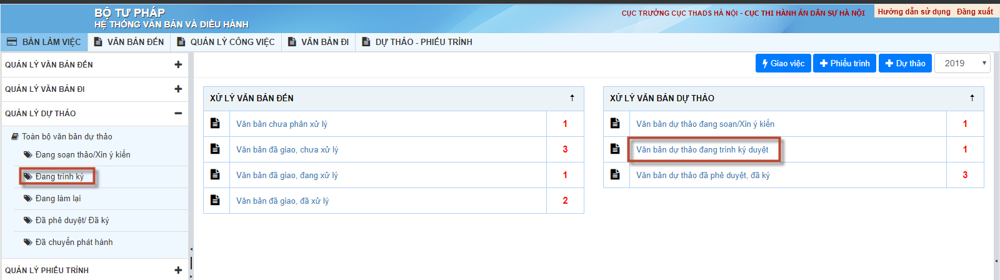 BỘ TƯ PHÁP
HỆ THỐNG VĂN BẢN VÀ ĐIỀU HÀNH
CỤC TRƯỞNG CỤC THADS HÀ NỘI - CỤC THI HÀNH ÁN DÂN SỰ HÀ NỘI
Hướng dẫn sử dụng Đăng xuất
BÀN LÀM VIỆC VĂN BẢN ĐẾN QUẢN LÝ CÔNG VIỆC VĂN BẢN ĐI DỰ THẢO - PHIẾU TRÌNH
QUẢN LÝ VĂN BẢN ĐẾN
QUẢN LÝ VĂN BẢN ĐI
QUẢN LÝ DỰ THẢO
Toàn bộ văn bản dự thảo
Đang soạn thảo/Xin ý kiến
Đang trình ký
Đang làm lại
Đã phê duyệt/ Đã ký
Đã chuyển phát hành
QUẢN LÝ PHIẾU TRÌNH
Giao việc Phiếu trình Dự thảo 2019
XỬ LÝ VĂN BẢN ĐẾN
Văn bản chưa phân xử lý 1
Văn bản đã giao, chưa xử lý 3
Văn bản đã giao, đang xử lý 1
Văn bản đã giao, đã xử lý 2
XỬ LÝ VĂN BẢN DỰ THẢO
Văn bản dự thảo đang soạn/Xin ý kiến 1
Văn bản dự thảo đang trình ký duyệt 1
Văn bản dự thảo đã phê duyệt, đã ký 3